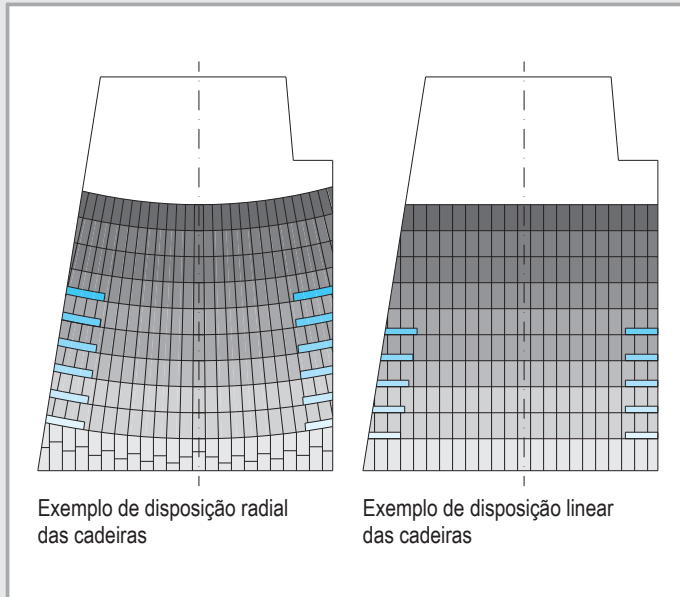 Exemplo de disposição radial
das cadeiras
Exemplo de disposição linear
das cadeiras